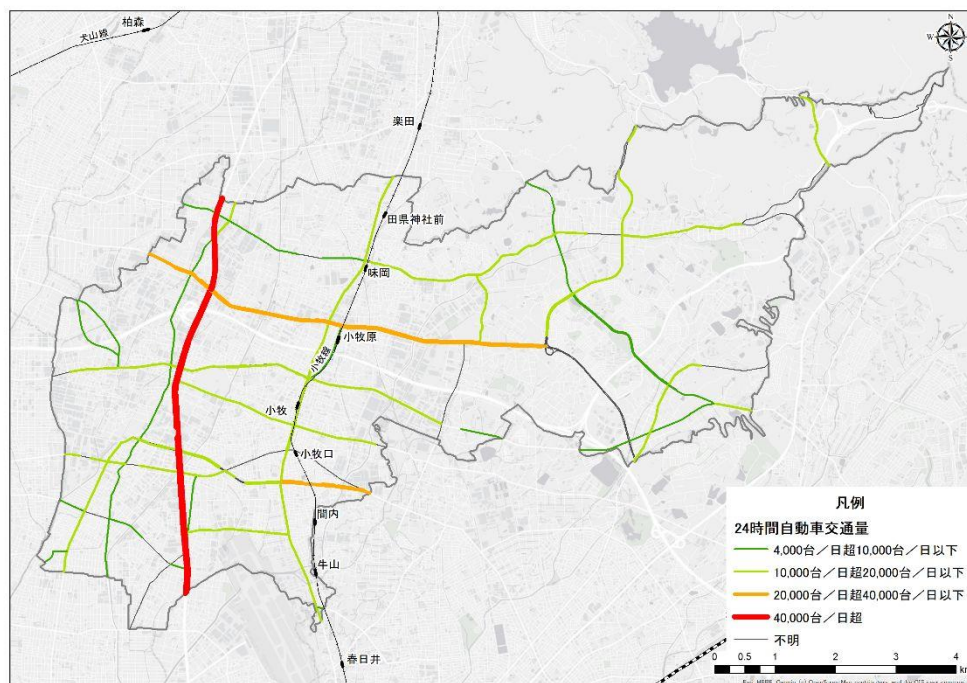 柏森
犬山線
N
W
S
楽田
田県神社前
味岡
小牧原
小牧線
小牧
小牧口
間内
牛山
春日井
凡例
24時間自動車交通量
4,000台/日超10,000台/日以下
10,000台/日超20,000台/日以下
20,000台/日超40,000台/日以下
40,000台/日超
不明
0 0.5 1 2 3 4
km